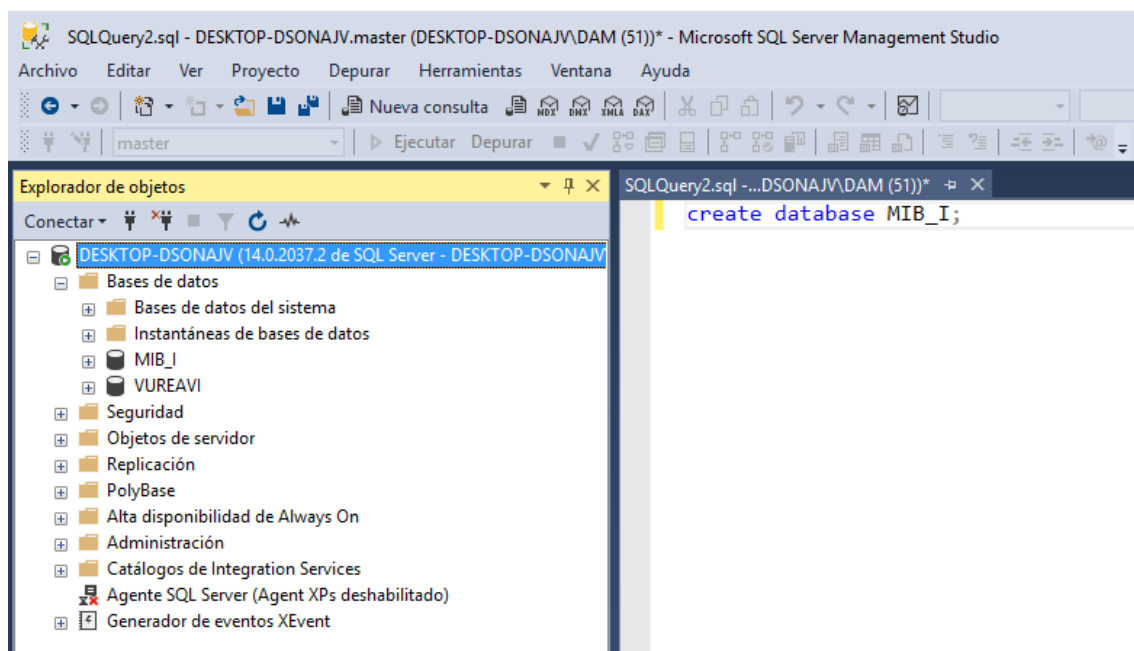 SQLQuery2.sql - DESKTOP-DSONAJV.master (DESKTOP-DSONAJV\DAM (51))* - Microsoft SQL Server Management Studio
Archivo Editar Ver Proyecto Depurar Herramientas Ventana Ayuda
Nueva consulta MDX DMX XMLA DAX
master Ejecutar Depurar
Explorador de objetos
SQLQuery2.sql -...DSONAJV\DAM (51))*
Conectar
create database MIB_I;
DESKTOP-DSONAJV (14.0.2037.2 de SQL Server - DESKTOP-DSONAJV
Bases de datos
Bases de datos del sistema
Instantáneas de bases de datos
MIB_I
VUREAVI
Seguridad
Objetos de servidor
Replicación
PolyBase
Alta disponibilidad de Always On
Administración
Catálogos de Integration Services
Agente SQL Server (Agent XPs deshabilitado)
Generador de eventos XEvent